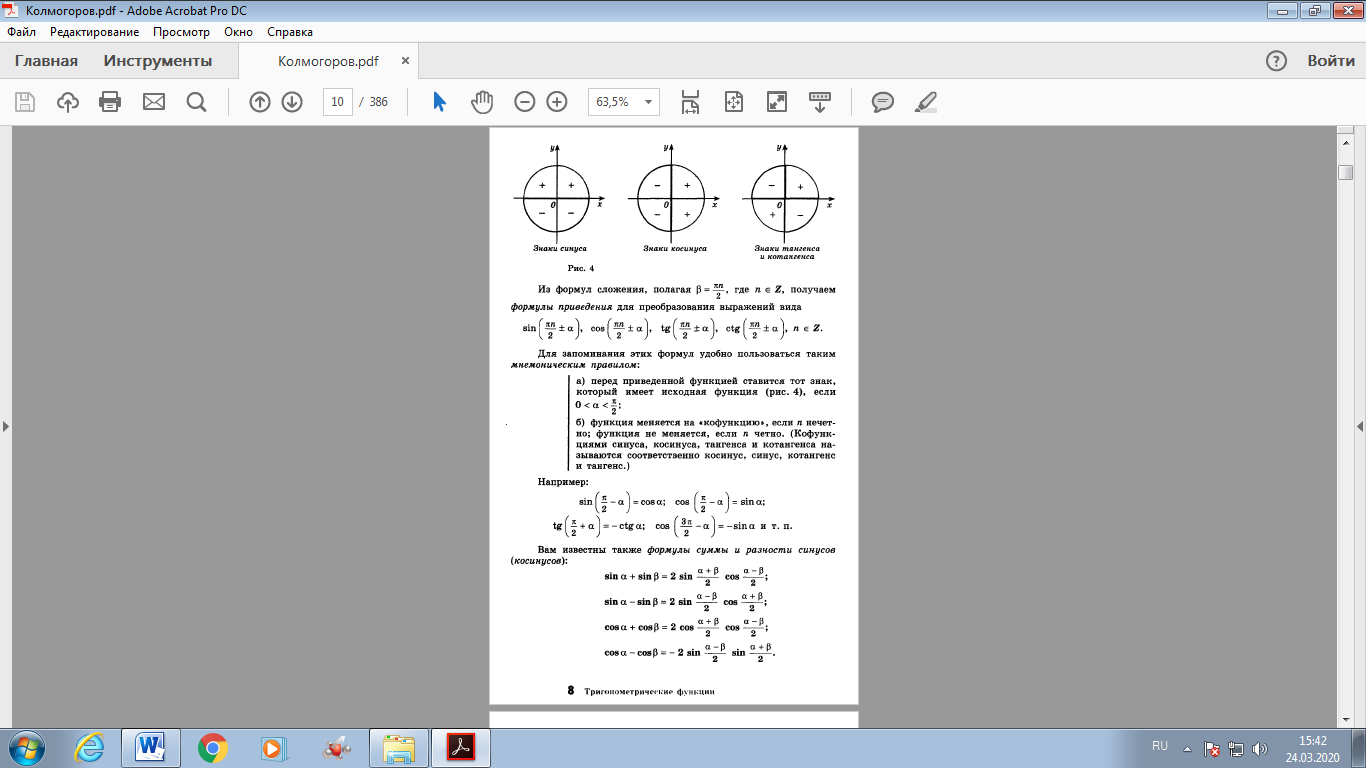 Колмогоров.pdf - Adobe Acrobat Pro DC
Файл Редактирование Просмотр Окно Справка
Главная Инструменты Колмогоров.pdf × ? Войти
10 / 386 63,5%
y y y
+ + − + − +
0 x 0 x 0 x
− − − + + −
Знаки синуса Знаки косинуса Знаки тангенса
и котангенса
Рис. 4
Из формул сложения, полагая β = πn/2, где n ∈ Z, получаем
формулы приведения для преобразования выражений вида
sin (πn/2 ± α), cos (πn/2 ± α), tg (πn/2 ± α), ctg (πn/2 ± α), n ∈ Z.
Для запоминания этих формул удобно пользоваться таким
мнемоническим правилом:
а) перед приведенной функцией ставится тот знак,
который имеет исходная функция (рис. 4), если
0 < α < π/2;
б) функция меняется на «кофункцию», если n нечет-
но; функция не меняется, если n четно. (Кофунк-
циями синуса, косинуса, тангенса и котангенса на-
зываются соответственно косинус, синус, котангенс
и тангенс.)
Например:
sin (π/2 − α) = cos α; cos (π/2 − α) = sin α;
tg (π/2 + α) = − ctg α; cos (3π/2 − α) = −sin α и т. п.
Вам известны также формулы суммы и разности синусов
(косинусов):
sin α + sin β = 2 sin (α + β)/2 cos (α − β)/2;
sin α − sin β = 2 sin (α − β)/2 cos (α + β)/2;
cos α + cos β = 2 cos (α + β)/2 cos (α − β)/2;
cos α − cos β = − 2 sin (α − β)/2 sin (α + β)/2.
8 Тригонометрические функции
RU 15:42
24.03.2020